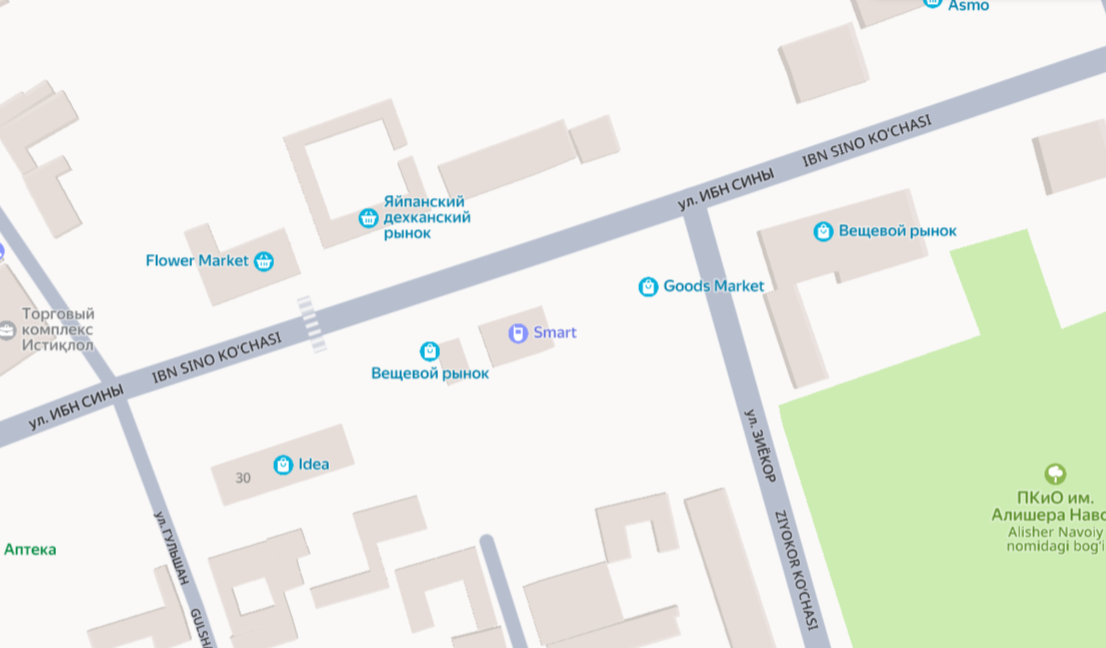 Asmo
IBN SINO KO'CHASI
ул. ИБН СИНЫ
Яйпанский
дехканский
рынок
Вещевой рынок
Flower Market
Goods Market
Торговый
комплекс
Истиқлол
Smart
IBN SINO KO'CHASI
Вещевой рынок
ул. ИБН СИНЫ
ул. ЗИЁКОР
Idea
30
ПКиО им.
Алишера Наво
Alisher Navoiy
nomidagi bog'i
ул. ГУЛЬШАН
Аптека
ZIYOKOR KO'CHASI
GULSHA